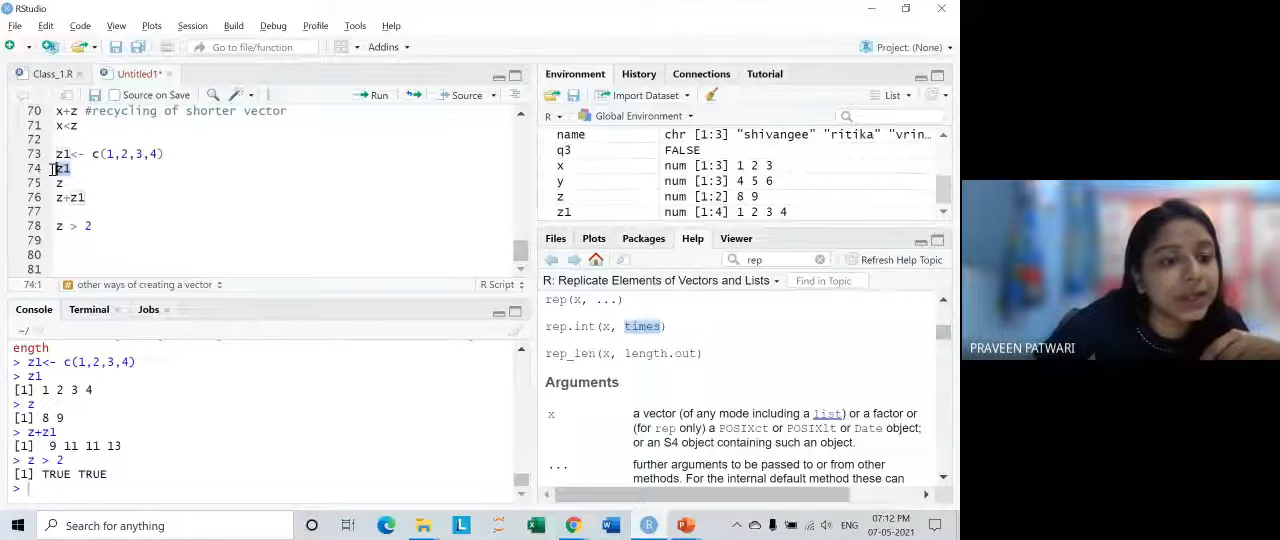 RStudio
File Edit Code View Plots Session Build Debug Profile Tools Help
Go to file/function Addins Project: (None)
Class_1.R Untitled1*
Source on Save Run Source
70 x+z #recycling of shorter vector
71 x<z
72
73 z1<- c(1,2,3,4)
74 z1
75 z
76 z+z1
77
78 z > 2
79
80
81
74:1 other ways of creating a vector R Script
Console Terminal Jobs
~/
ength
> z1<- c(1,2,3,4)
> z1
[1] 1 2 3 4
> z
[1] 8 9
> z+z1
[1] 9 11 11 13
> z > 2
[1] TRUE TRUE
>
Environment History Connections Tutorial
Import Dataset List
R Global Environment
name chr [1:3] "shivangee" "ritika" "vrin…
q3 FALSE
x num [1:3] 1 2 3
y num [1:3] 4 5 6
z num [1:2] 8 9
z1 num [1:4] 1 2 3 4
Files Plots Packages Help Viewer
rep Refresh Help Topic
R: Replicate Elements of Vectors and Lists Find in Topic
rep(x, ...)
rep.int(x, times)
rep_len(x, length.out)
Arguments
x a vector (of any mode including a list) or a factor or
(for rep only) a POSIXct or POSIXlt or Date object;
or an S4 object containing such an object.
... further arguments to be passed to or from other
methods. For the internal default method these can
PRAVEEN PATWARI
Search for anything
ENG
07:12 PM
07-05-2021